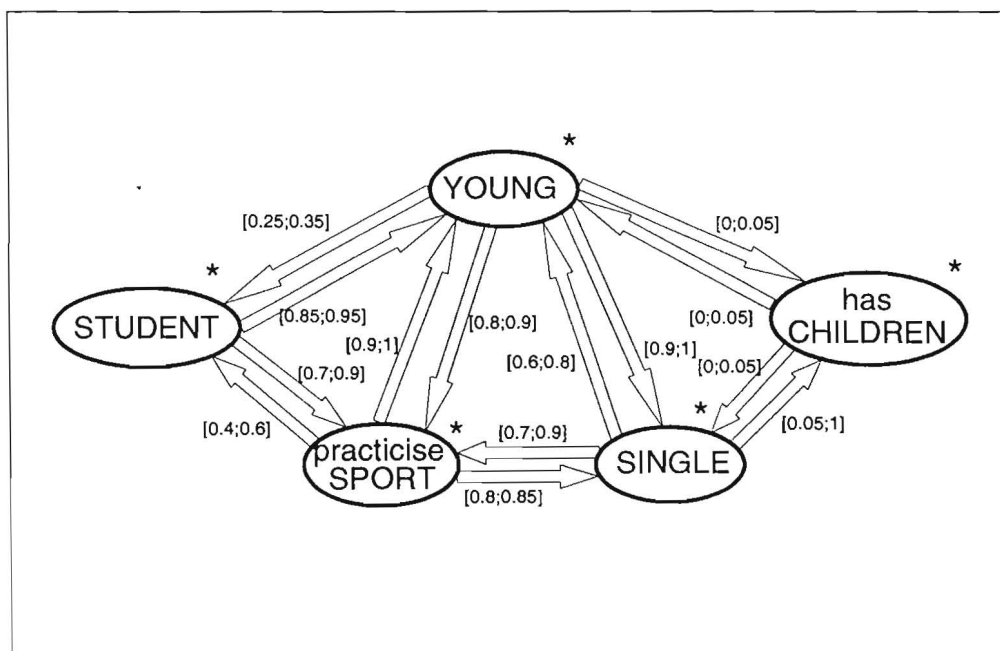 *
YOUNG
[0.25;0.35]
[0;0.05]
*
*
has
CHILDREN
STUDENT
[0.85;0.95]
[0.8;0.9]
[0;0.05]
[0.9;1]
[0.6;0.8]
[0.9;1]
[0;0.05]
[0.7;0.9]
[0.4;0.6]
*
[0.7;0.9}
*
[0.05;1]
practicise
SPORT
SINGLE
[0.8;0.85]